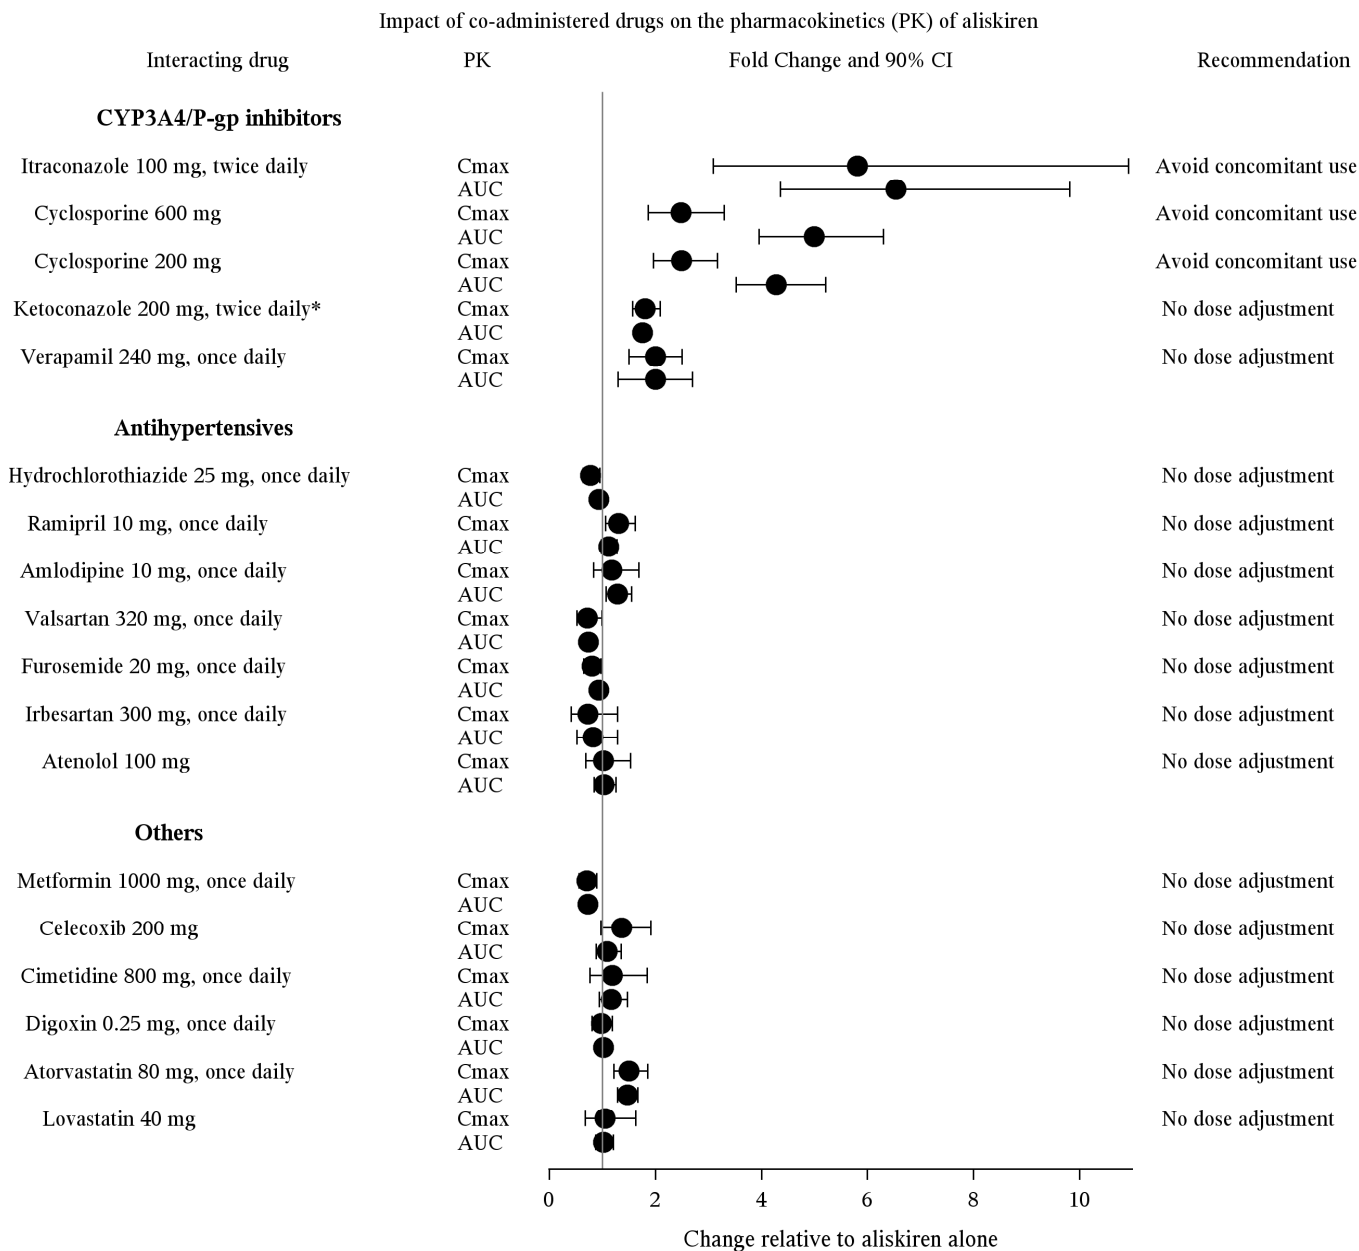 Impact of co-administered drugs on the pharmacokinetics (PK) of aliskiren
Interacting drug PK Fold Change and 90% CI Recommendation
CYP3A4/P-gp inhibitors
Itraconazole 100 mg, twice daily Cmax Avoid concomitant use
AUC
Cyclosporine 600 mg Cmax Avoid concomitant use
AUC
Cyclosporine 200 mg Cmax Avoid concomitant use
AUC
Ketoconazole 200 mg, twice daily* Cmax No dose adjustment
AUC
Verapamil 240 mg, once daily Cmax No dose adjustment
AUC
Antihypertensives
Hydrochlorothiazide 25 mg, once daily Cmax No dose adjustment
AUC
Ramipril 10 mg, once daily Cmax No dose adjustment
AUC
Amlodipine 10 mg, once daily Cmax No dose adjustment
AUC
Valsartan 320 mg, once daily Cmax No dose adjustment
AUC
Furosemide 20 mg, once daily Cmax No dose adjustment
AUC
Irbesartan 300 mg, once daily Cmax No dose adjustment
AUC
Atenolol 100 mg Cmax No dose adjustment
AUC
Others
Metformin 1000 mg, once daily Cmax No dose adjustment
AUC
Celecoxib 200 mg Cmax No dose adjustment
AUC
Cimetidine 800 mg, once daily Cmax No dose adjustment
AUC
Digoxin 0.25 mg, once daily Cmax No dose adjustment
AUC
Atorvastatin 80 mg, once daily Cmax No dose adjustment
AUC
Lovastatin 40 mg Cmax No dose adjustment
AUC
0 2 4 6 8 10
Change relative to aliskiren alone